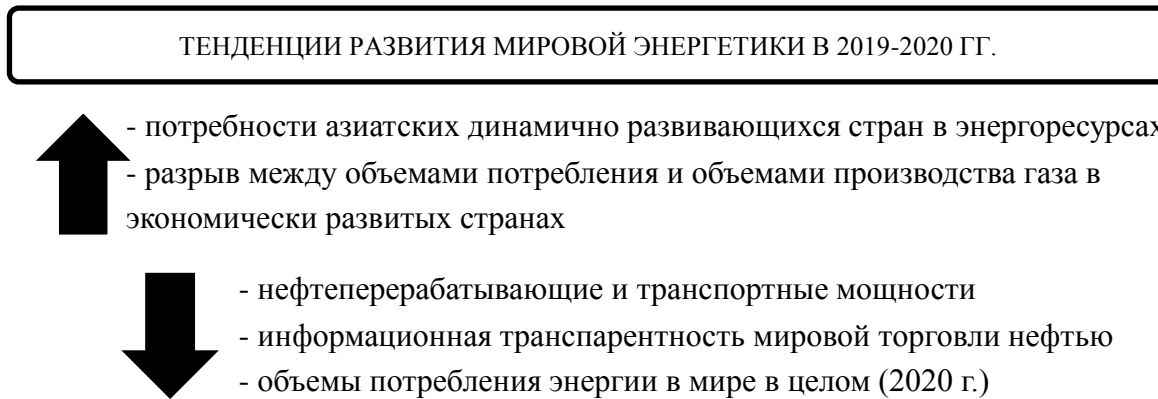 ТЕНДЕНЦИИ РАЗВИТИЯ МИРОВОЙ ЭНЕРГЕТИКИ В 2019-2020 ГГ.
- потребности азиатских динамично развивающихся стран в энергоресурсах
- разрыв между объемами потребления и объемами производства газа в
экономически развитых странах
- нефтеперерабатывающие и транспортные мощности
- информационная транспарентность мировой торговли нефтью
- объемы потребления энергии в мире в целом (2020 г.)